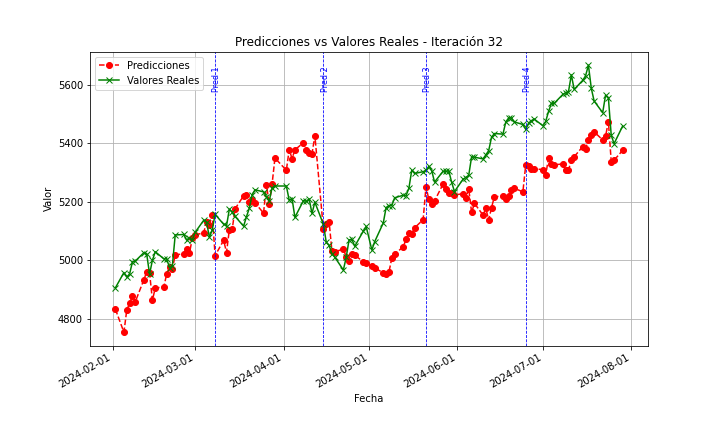 Predicciones vs Valores Reales - Iteración 32
Predicciones
Valores Reales
Pred 1
Pred 2
Pred 3
Pred 4
Valor
5600
5400
5200
5000
4800
2024-02-01
2024-03-01
2024-04-01
2024-05-01
2024-06-01
2024-07-01
2024-08-01
Fecha